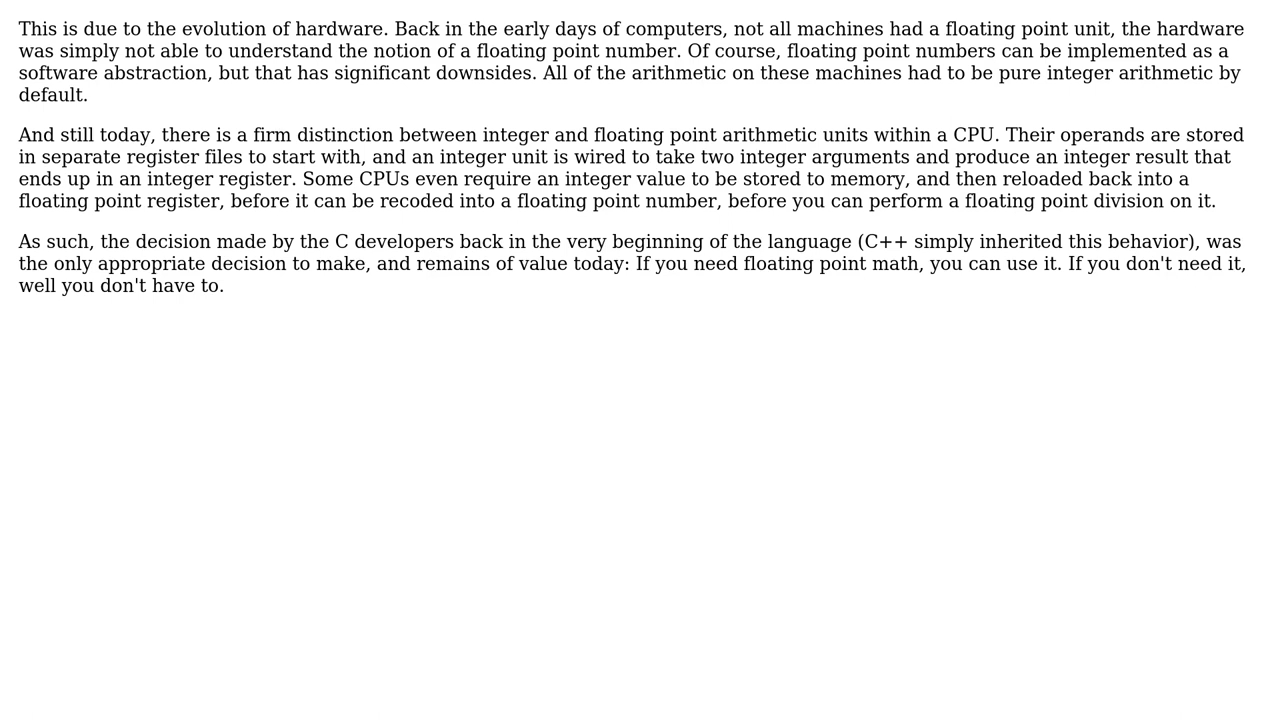 This is due to the evolution of hardware. Back in the early days of computers, not all machines had a floating point unit, the hardware
was simply not able to understand the notion of a floating point number. Of course, floating point numbers can be implemented as a
software abstraction, but that has significant downsides. All of the arithmetic on these machines had to be pure integer arithmetic by
default.
And still today, there is a firm distinction between integer and floating point arithmetic units within a CPU. Their operands are stored
in separate register files to start with, and an integer unit is wired to take two integer arguments and produce an integer result that
ends up in an integer register. Some CPUs even require an integer value to be stored to memory, and then reloaded back into a
floating point register, before it can be recoded into a floating point number, before you can perform a floating point division on it.
As such, the decision made by the C developers back in the very beginning of the language (C++ simply inherited this behavior), was
the only appropriate decision to make, and remains of value today: If you need floating point math, you can use it. If you don't need it,
well you don't have to.